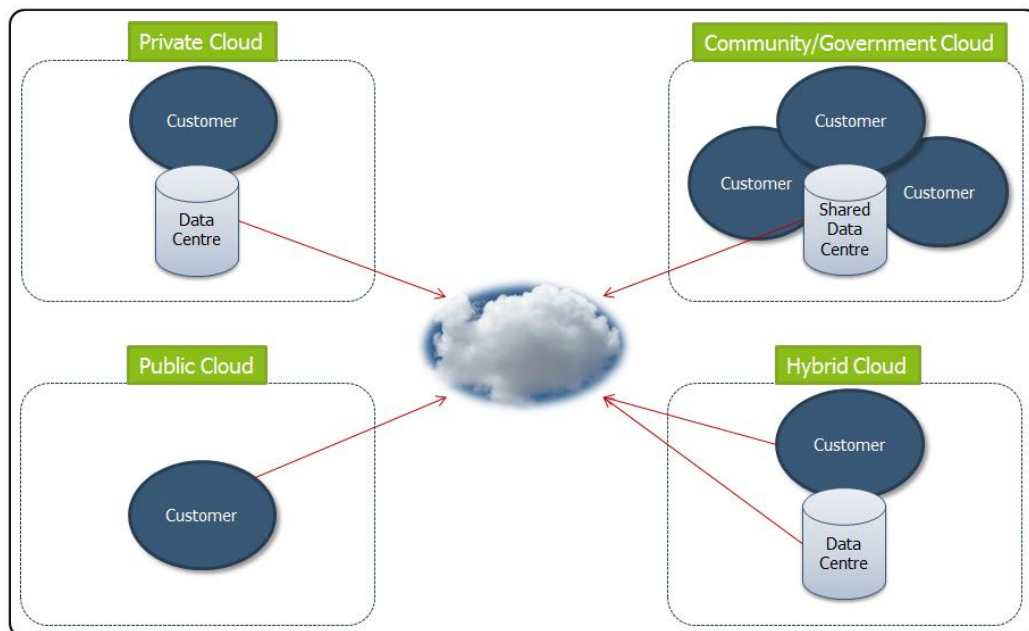 Private Cloud
Customer
Data
Centre
Community/Government Cloud
Customer
Customer
Customer
Shared
Data
Centre
Public Cloud
Customer
Hybrid Cloud
Customer
Data
Centre